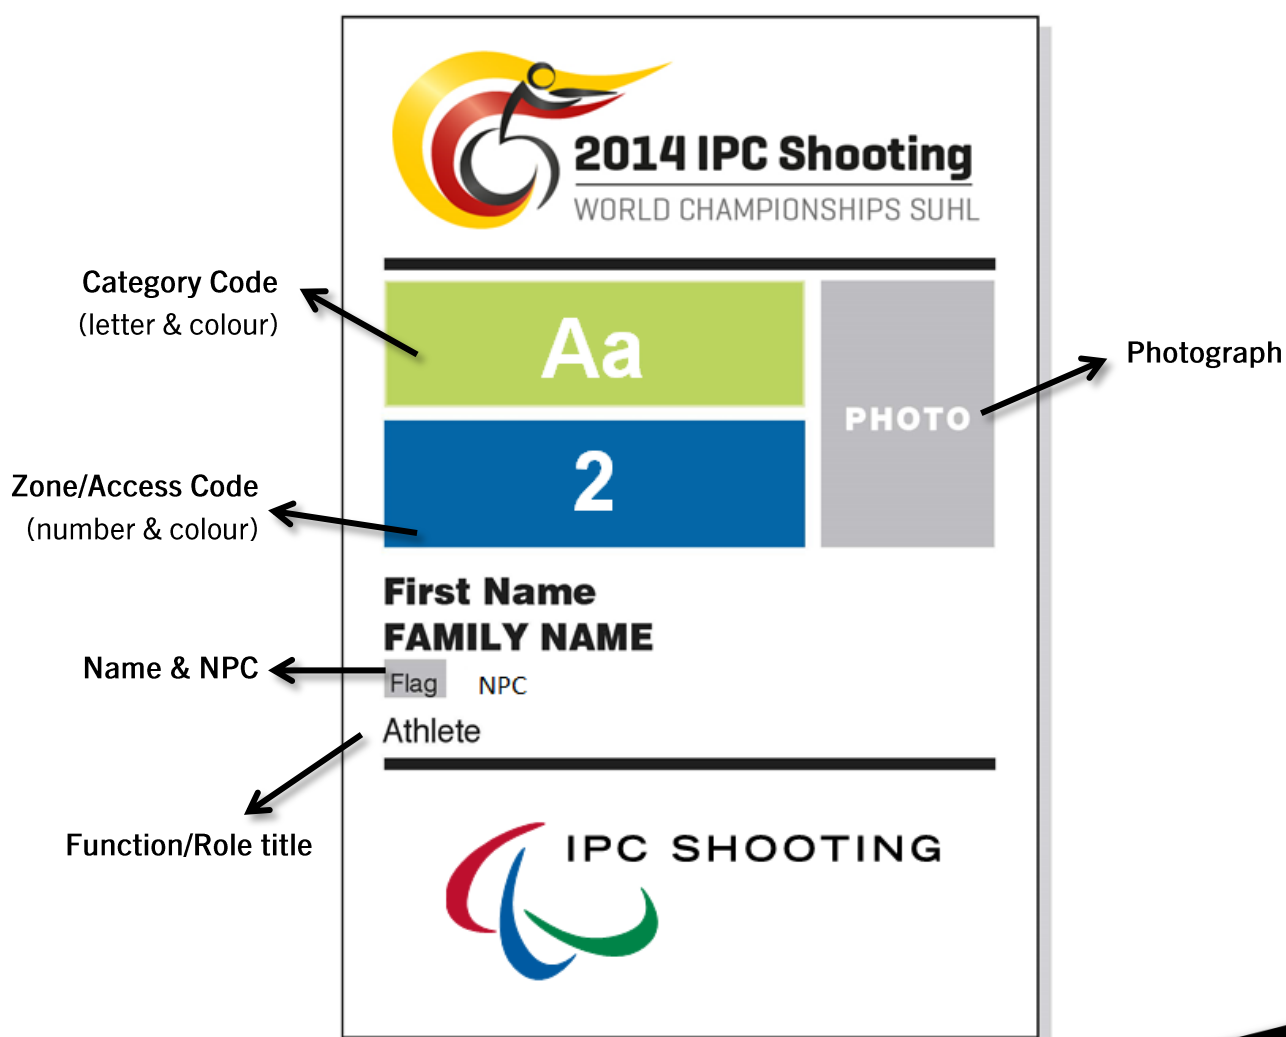 2014 IPC Shooting
WORLD CHAMPIONSHIPS SUHL
Category Code
(letter & colour)
Aa
Photograph
PHOTO
Zone/Access Code
(number & colour)
2
First Name
FAMILY NAME
Name & NPC
Flag NPC
Athlete
Function/Role title
IPC SHOOTING